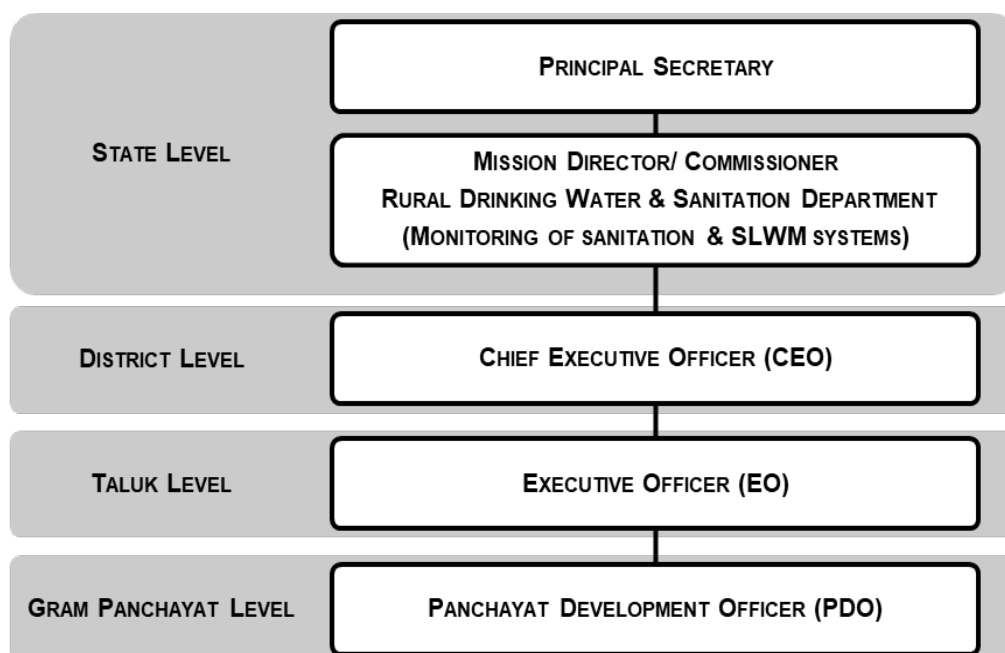 PRINCIPAL SECRETARY
STATE LEVEL
MISSION DIRECTOR/ COMMISSIONER
RURAL DRINKING WATER & SANITATION DEPARTMENT
(MONITORING OF SANITATION & SLWM SYSTEMS)
DISTRICT LEVEL
CHIEF EXECUTIVE OFFICER (CEO)
TALUK LEVEL
EXECUTIVE OFFICER (EO)
GRAM PANCHAYAT LEVEL
PANCHAYAT DEVELOPMENT OFFICER (PDO)